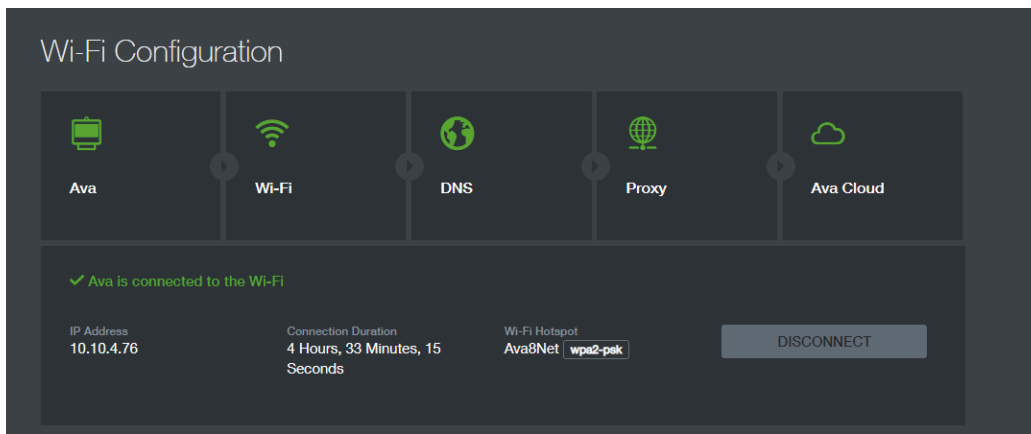 Wi-Fi Configuration
Ava
Wi-Fi
DNS
Proxy
Ava Cloud
Ava is connected to the Wi-Fi
IP Address
10.10.4.76
Connection Duration
4 Hours, 33 Minutes, 15
Seconds
Wi-Fi Hotspot
Ava8Net wpa2-psk
DISCONNECT